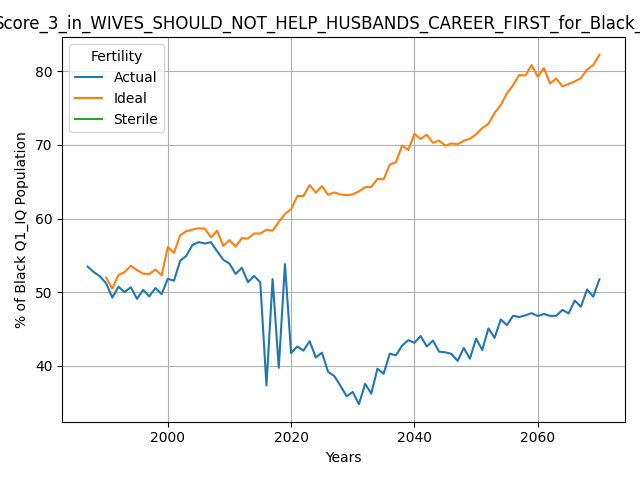 Score_3_in_WIVES_SHOULD_NOT_HELP_HUSBANDS_CAREER_FIRST_for_Black_
Fertility
Actual
Ideal
Sterile
% of Black Q1_IQ Population
80
70
60
50
40
2000
2020
2040
2060
Years